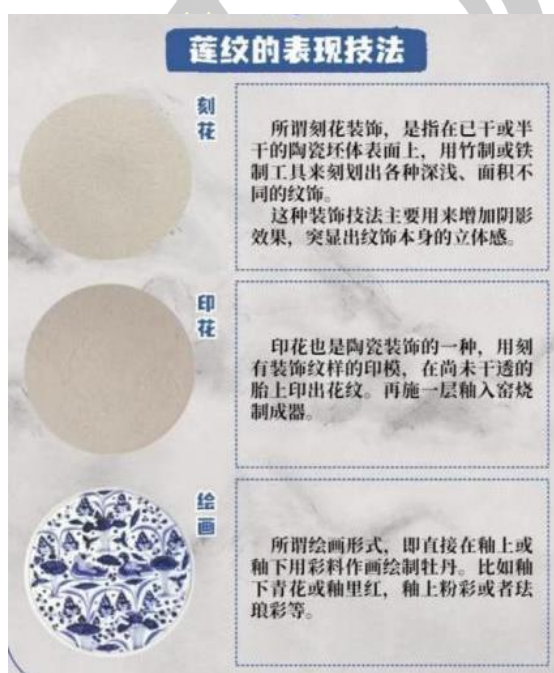 莲纹的表现技法
刻花
所谓刻花装饰，是指在已干或半
干的陶瓷坯体表面上，用竹制或铁
制工具来刻划出各种深浅、面积不
同的纹饰。
这种装饰技法主要用来增加阴影
效果，突显出纹饰本身的立体感。
印花
印花也是陶瓷装饰的一种，用刻
有装饰纹样的印模，在尚未干透的
胎上印出花纹。再施一层釉入窑烧
制成器。
绘画
所谓绘画形式，即直接在釉上或
釉下用彩料作画绘制牡丹。比如釉
下青花或釉里红，釉上粉彩或者珐
琅彩等。